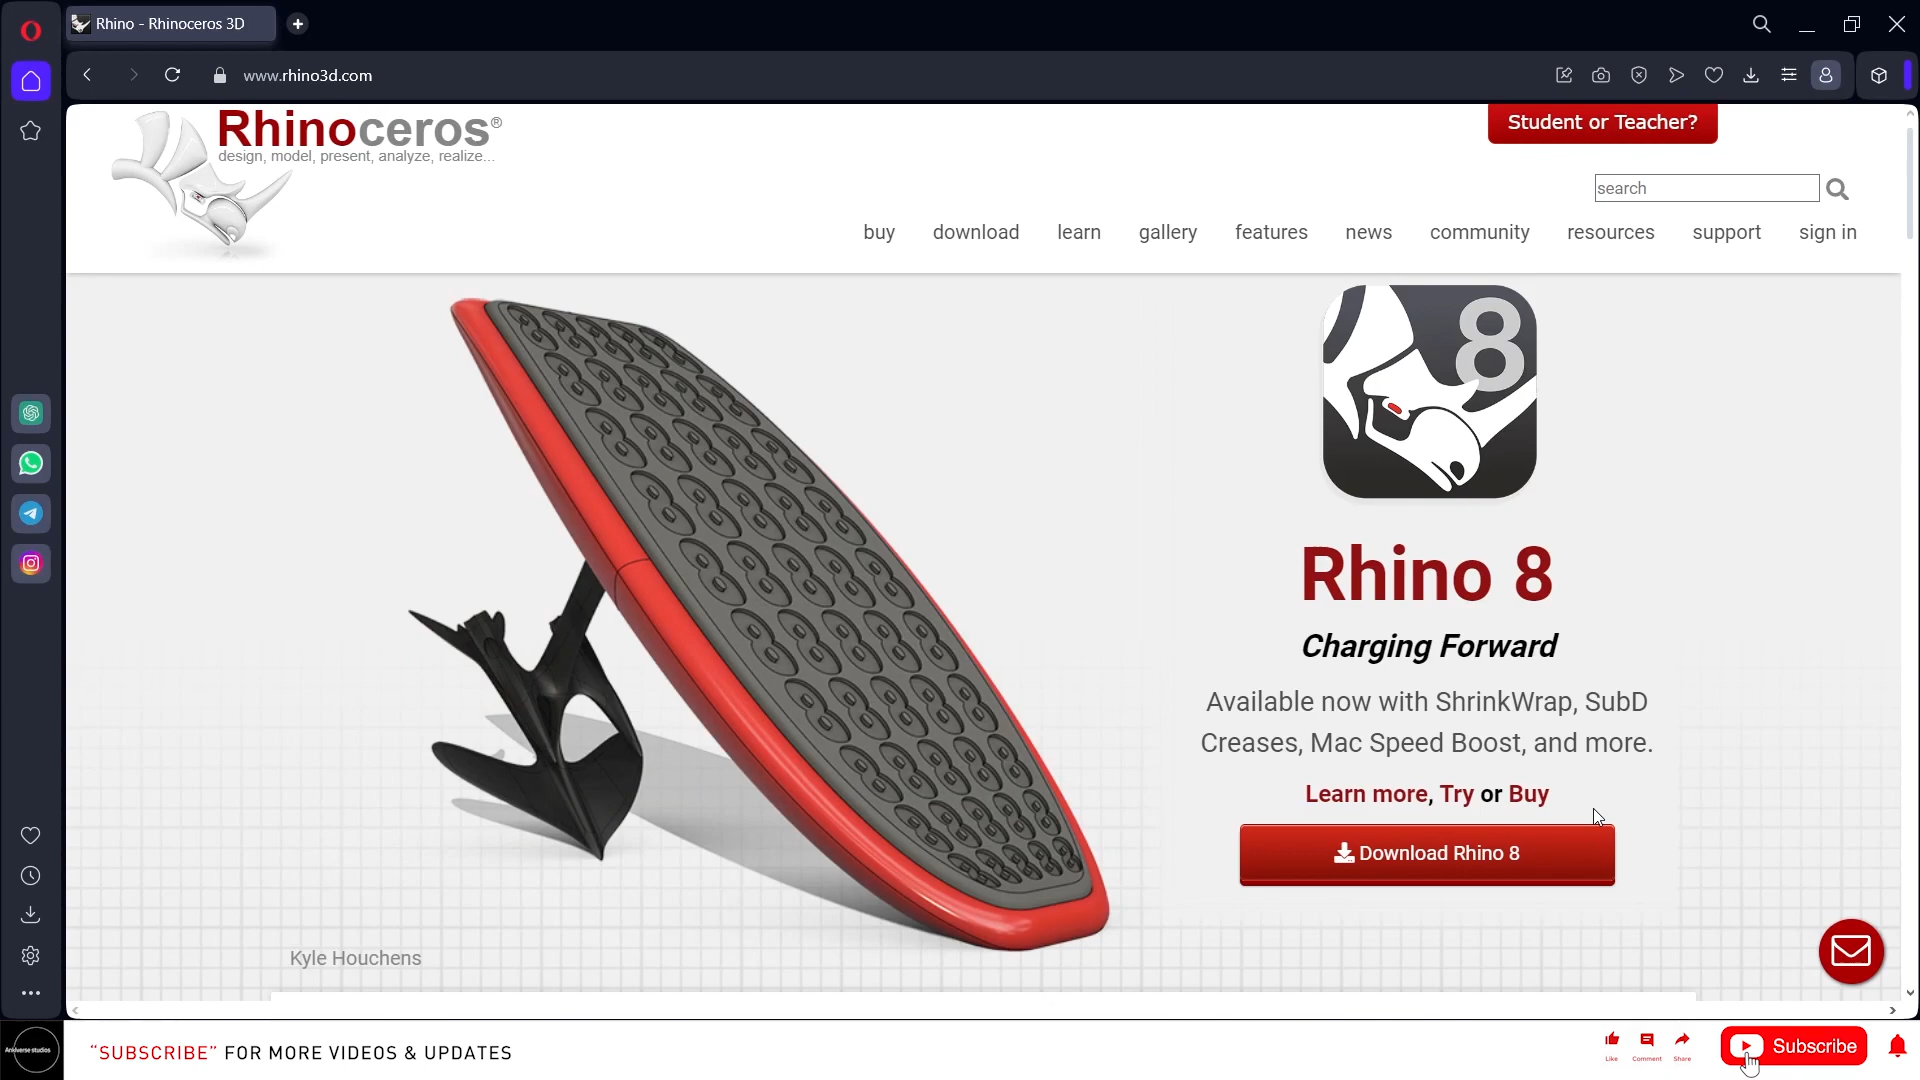 Rhino - Rhinoceros 3D
www.rhino3d.com
Rhinoceros®
design, model, present, analyze, realize...
Student or Teacher?
search
buy download learn gallery features news community resources support sign in
8
Rhino 8
Charging Forward
Available now with ShrinkWrap, SubD
Creases, Mac Speed Boost, and more.
Learn more, Try or Buy
Download Rhino 8
Kyle Houchens
"SUBSCRIBE" FOR MORE VIDEOS & UPDATES
Like Comment Share
Subscribe